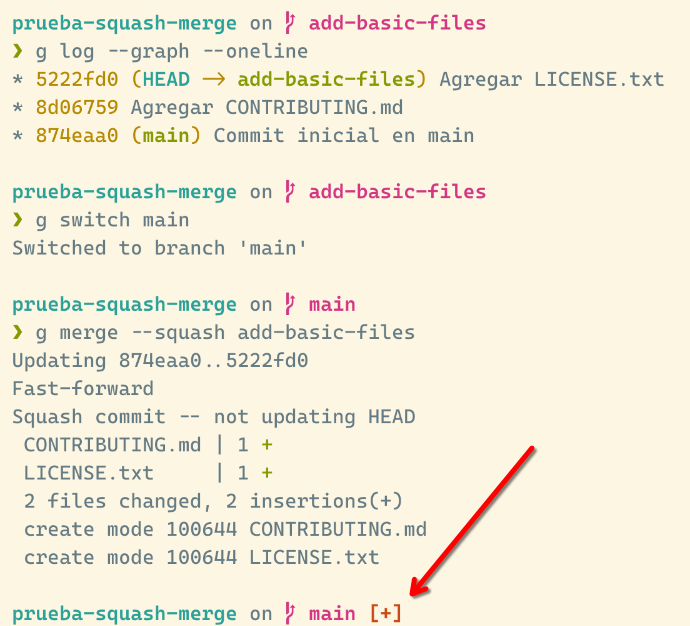 prueba-squash-merge on add-basic-files
❯ g log --graph --oneline
* 5222fd0 (HEAD -> add-basic-files) Agregar LICENSE.txt
* 8d06759 Agregar CONTRIBUTING.md
* 874eaa0 (main) Commit inicial en main
prueba-squash-merge on add-basic-files
❯ g switch main
Switched to branch 'main'
prueba-squash-merge on main
❯ g merge --squash add-basic-files
Updating 874eaa0..5222fd0
Fast-forward
Squash commit -- not updating HEAD
CONTRIBUTING.md | 1 +
LICENSE.txt | 1 +
2 files changed, 2 insertions(+)
create mode 100644 CONTRIBUTING.md
create mode 100644 LICENSE.txt
prueba-squash-merge on main [+]